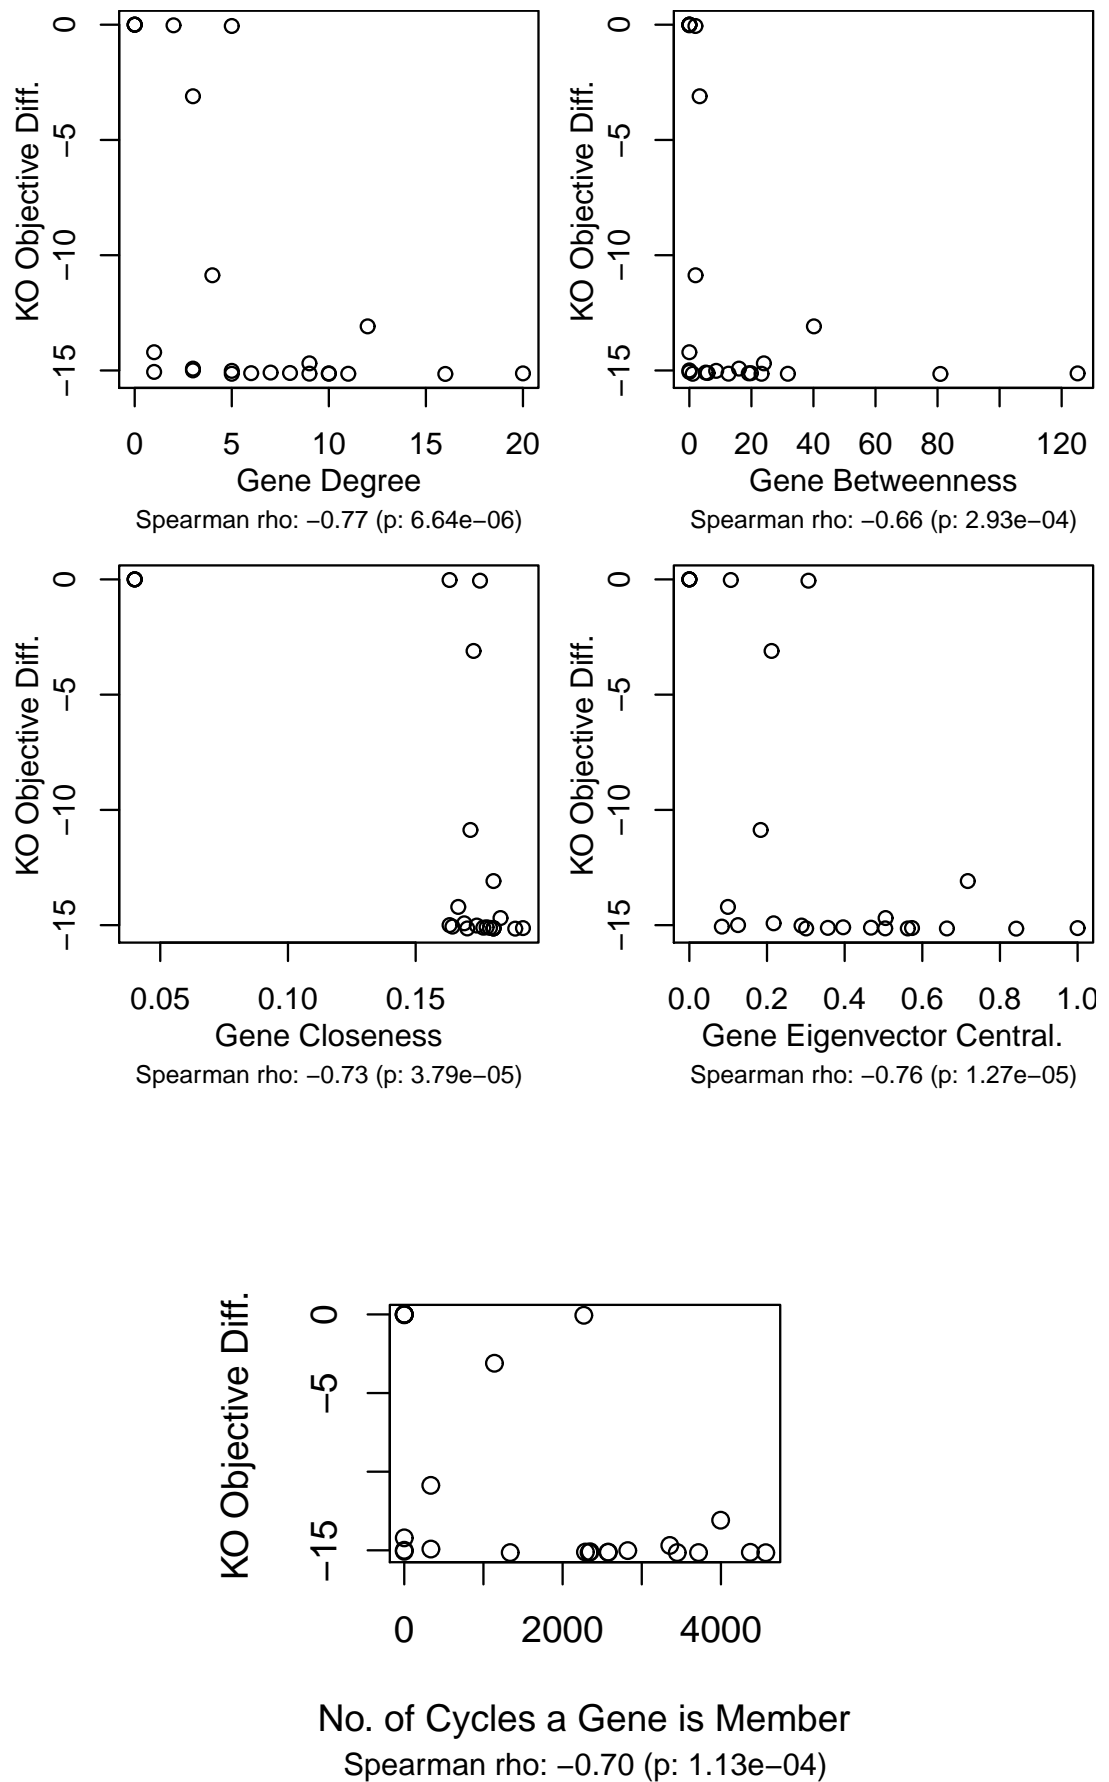 KO Objective Diff.
0
−5
−10
−15
0 5 10 15 20
Gene Degree
Spearman rho: −0.77 (p: 6.64e−06)
KO Objective Diff.
0
−5
−10
−15
0 20 40 60 80 120
Gene Betweenness
Spearman rho: −0.66 (p: 2.93e−04)
KO Objective Diff.
0
−5
−10
−15
0.05 0.10 0.15
Gene Closeness
Spearman rho: −0.73 (p: 3.79e−05)
KO Objective Diff.
0
−5
−10
−15
0.0 0.2 0.4 0.6 0.8 1.0
Gene Eigenvector Central.
Spearman rho: −0.76 (p: 1.27e−05)
KO Objective Diff.
0
−5
−15
0 2000 4000
No. of Cycles a Gene is Member
Spearman rho: −0.70 (p: 1.13e−04)